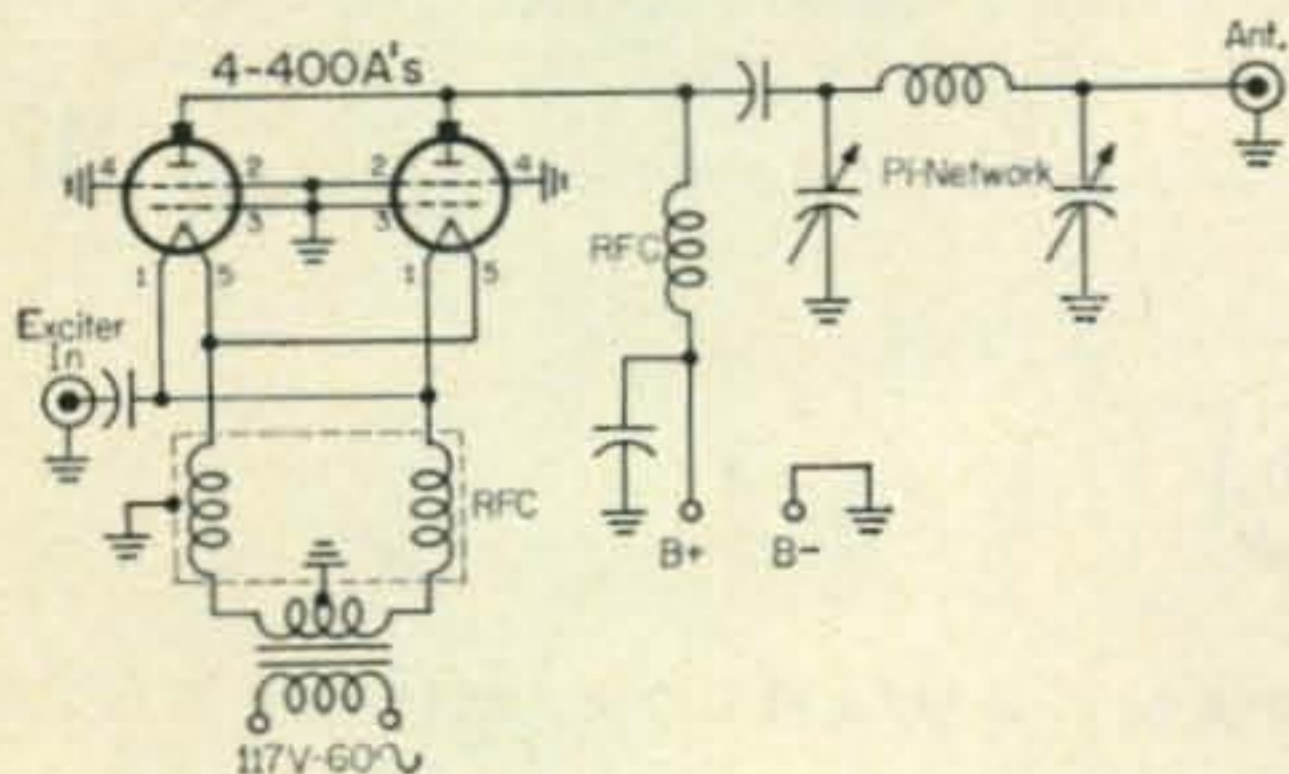 4-400A's
Ant.
4 2 2 4
3 3
Pi-Network
RFC
1 5 1 5
Exciter
In
RFC
B+ B-
117V-60~